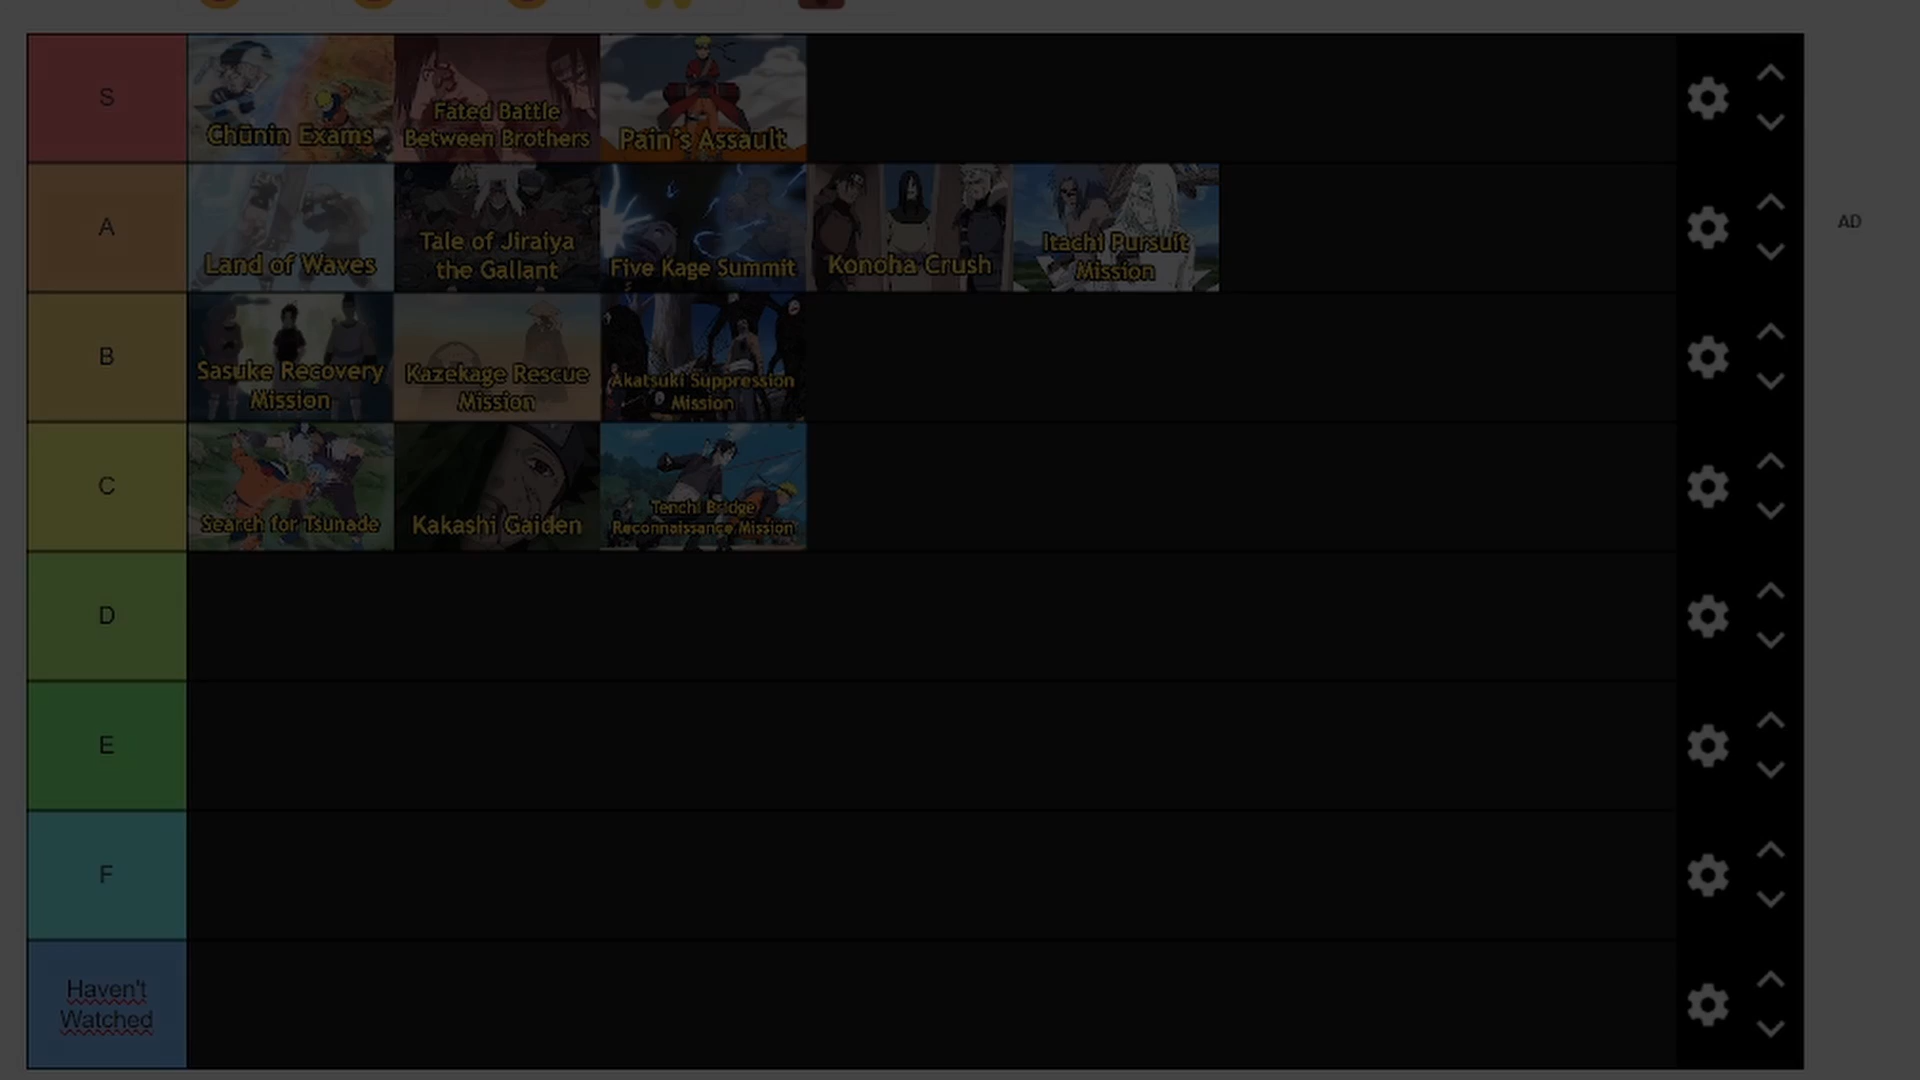 S
Chūnin Exams
Fated Battle
Between Brothers
Pain's Assault
A
Land of Waves
Tale of Jiraiya
the Gallant
Five Kage Summit
Konoha Crush
Itachi Pursuit
Mission
AD
B
Sasuke Recovery
Mission
Kazekage Rescue
Mission
Akatsuki Suppression
Mission
C
Search for Tsunade
Kakashi Gaiden
Tenchi Bridge
Reconnaissance Mission
D
E
F
Haven't
Watched